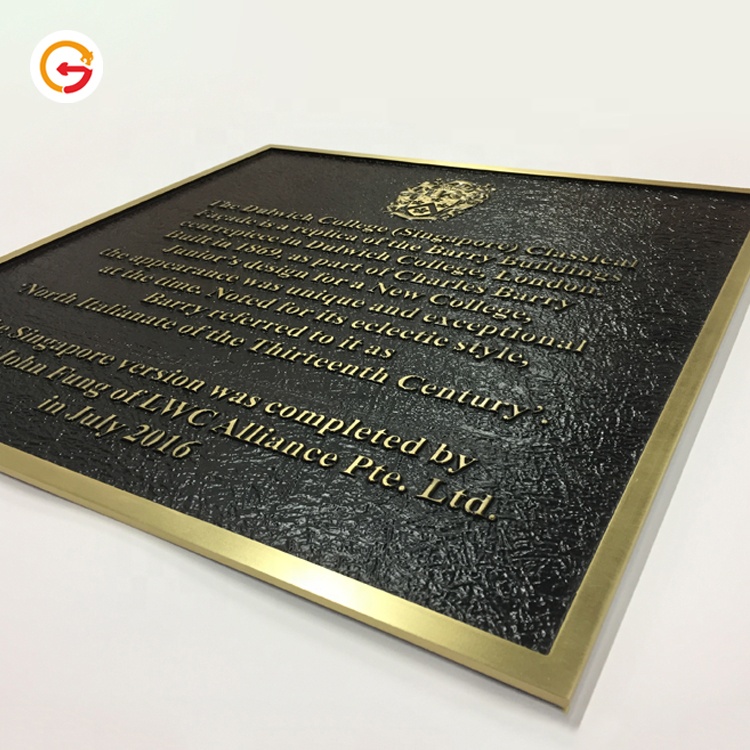 The Dulwich College (Singapore) Classical
Façade is a replica of the Barry Buildings'
centrepiece in Dulwich College, London.
Built in 1869, as part of Charles Barry
Junior's design for a New College,
the appearance was unique and exceptional
at the time. Noted for its eclectic style,
Barry referred to it as
'North Italianate of the Thirteenth Century'.
Singapore version was completed by
John Fung of LWC Alliance Pte. Ltd.
in July 2016